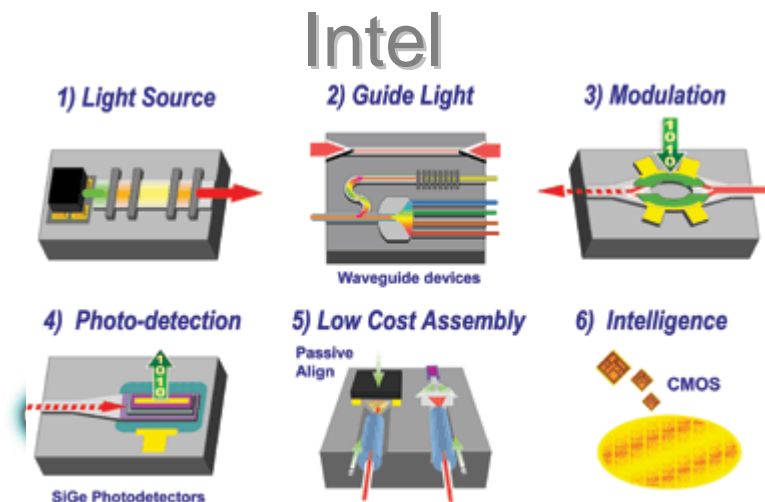 Intel
1) Light Source
2) Guide Light
3) Modulation
1010
Waveguide devices
4) Photo-detection
5) Low Cost Assembly
6) Intelligence
1010
Passive
Align
CMOS
SiGe Photodetectors